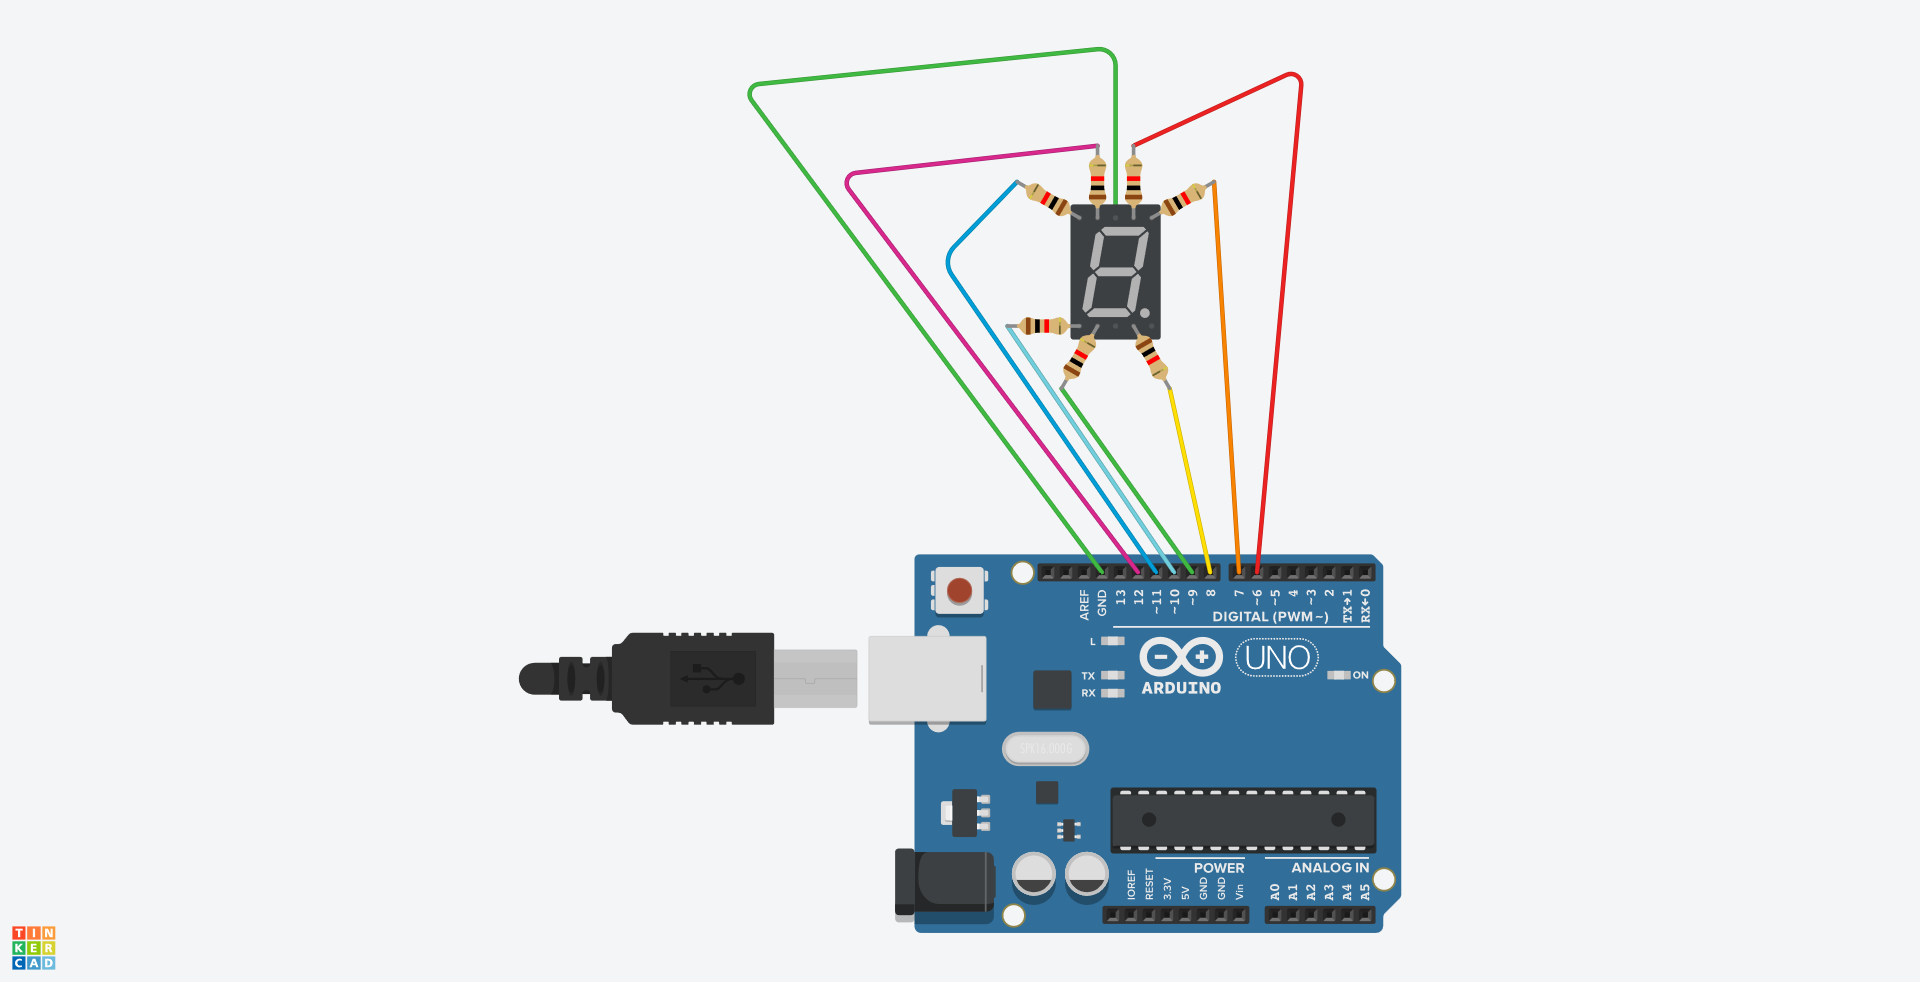 AREF
GND
13
12
~11
~10
~9
8
7
~6
~5
4
~3
2
TX→1
RX←0
DIGITAL (PWM~)
L
TX
RX
ARDUINO
UNO
ON
SPK16.000G
POWER
ANALOG IN
IOREF
RESET
3.3V
5V
GND
GND
Vin
A0
A1
A2
A3
A4
A5
TIN
KER
CAD